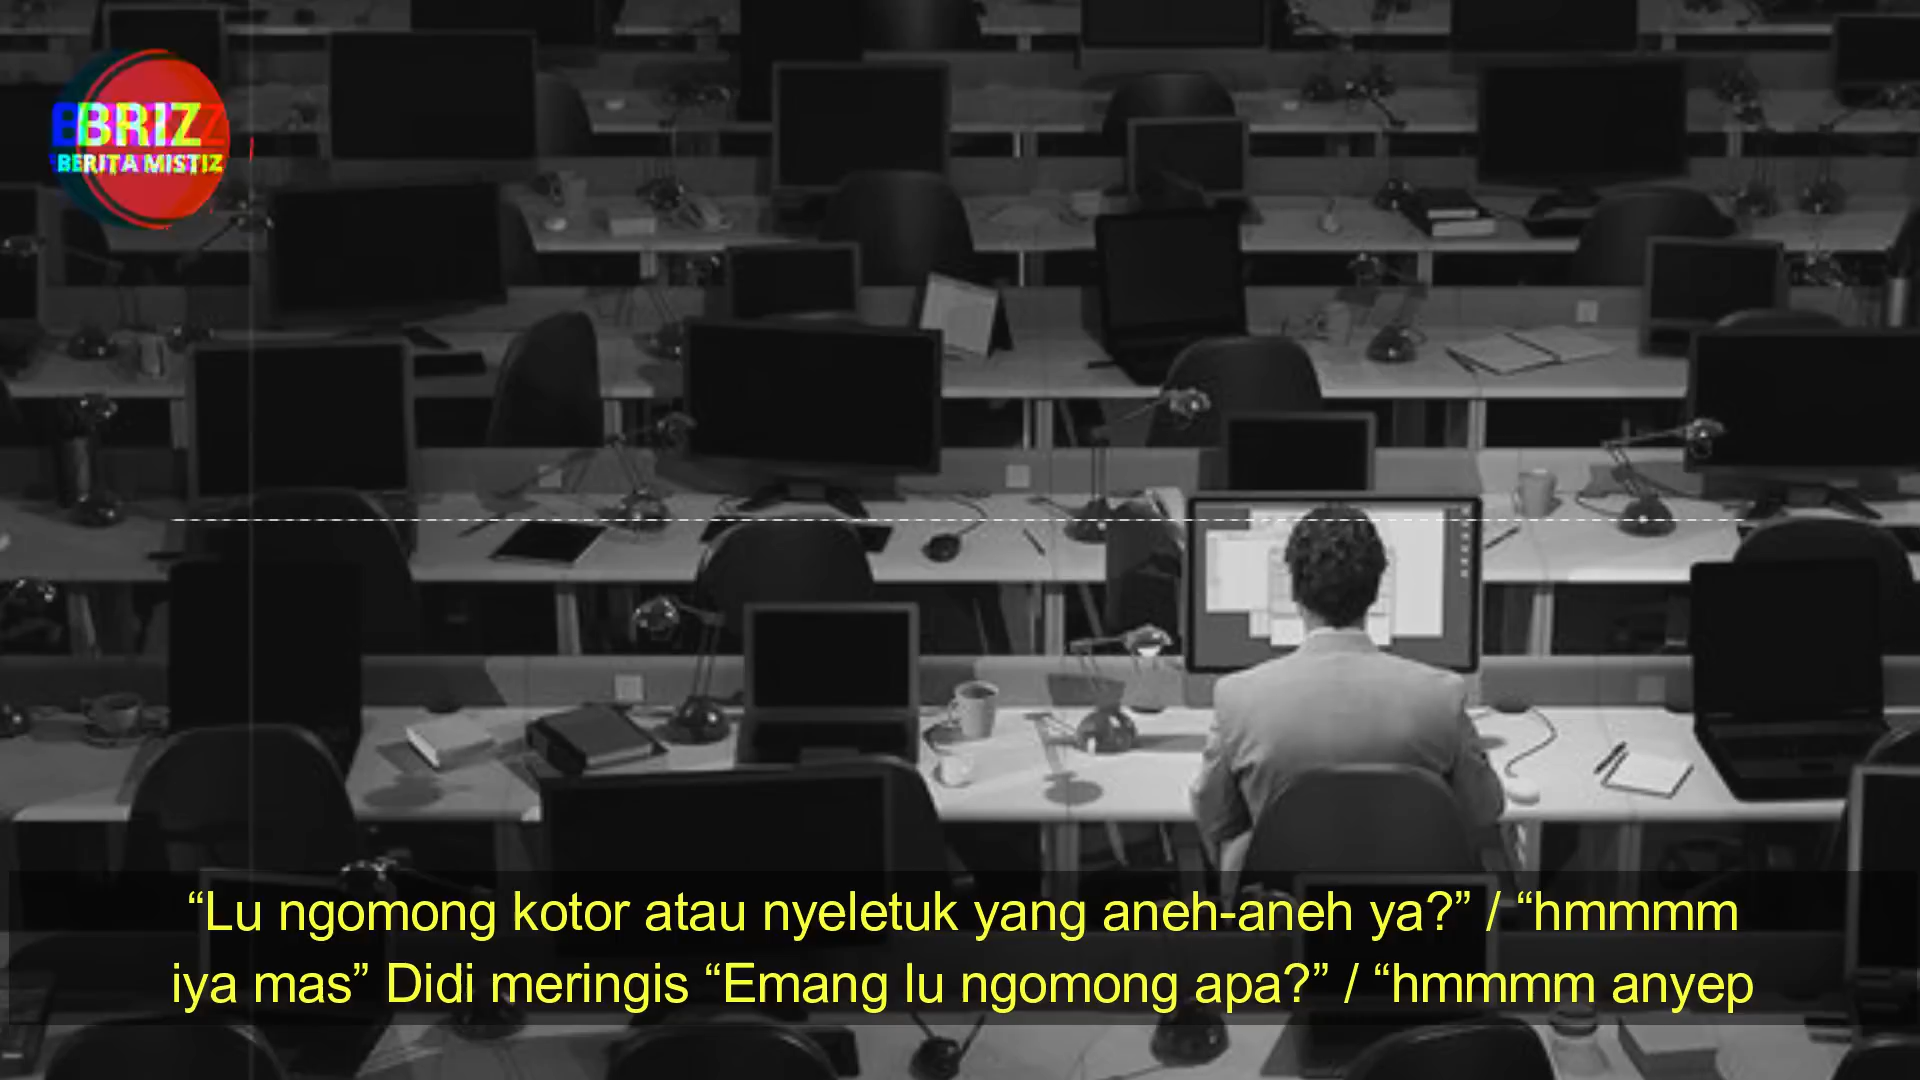 BRIZ
BERITA MISTIZ
“Lu ngomong kotor atau nyeletuk yang aneh-aneh ya?” / “hmmmm
iya mas” Didi meringis “Emang lu ngomong apa?” / “hmmmm anyep